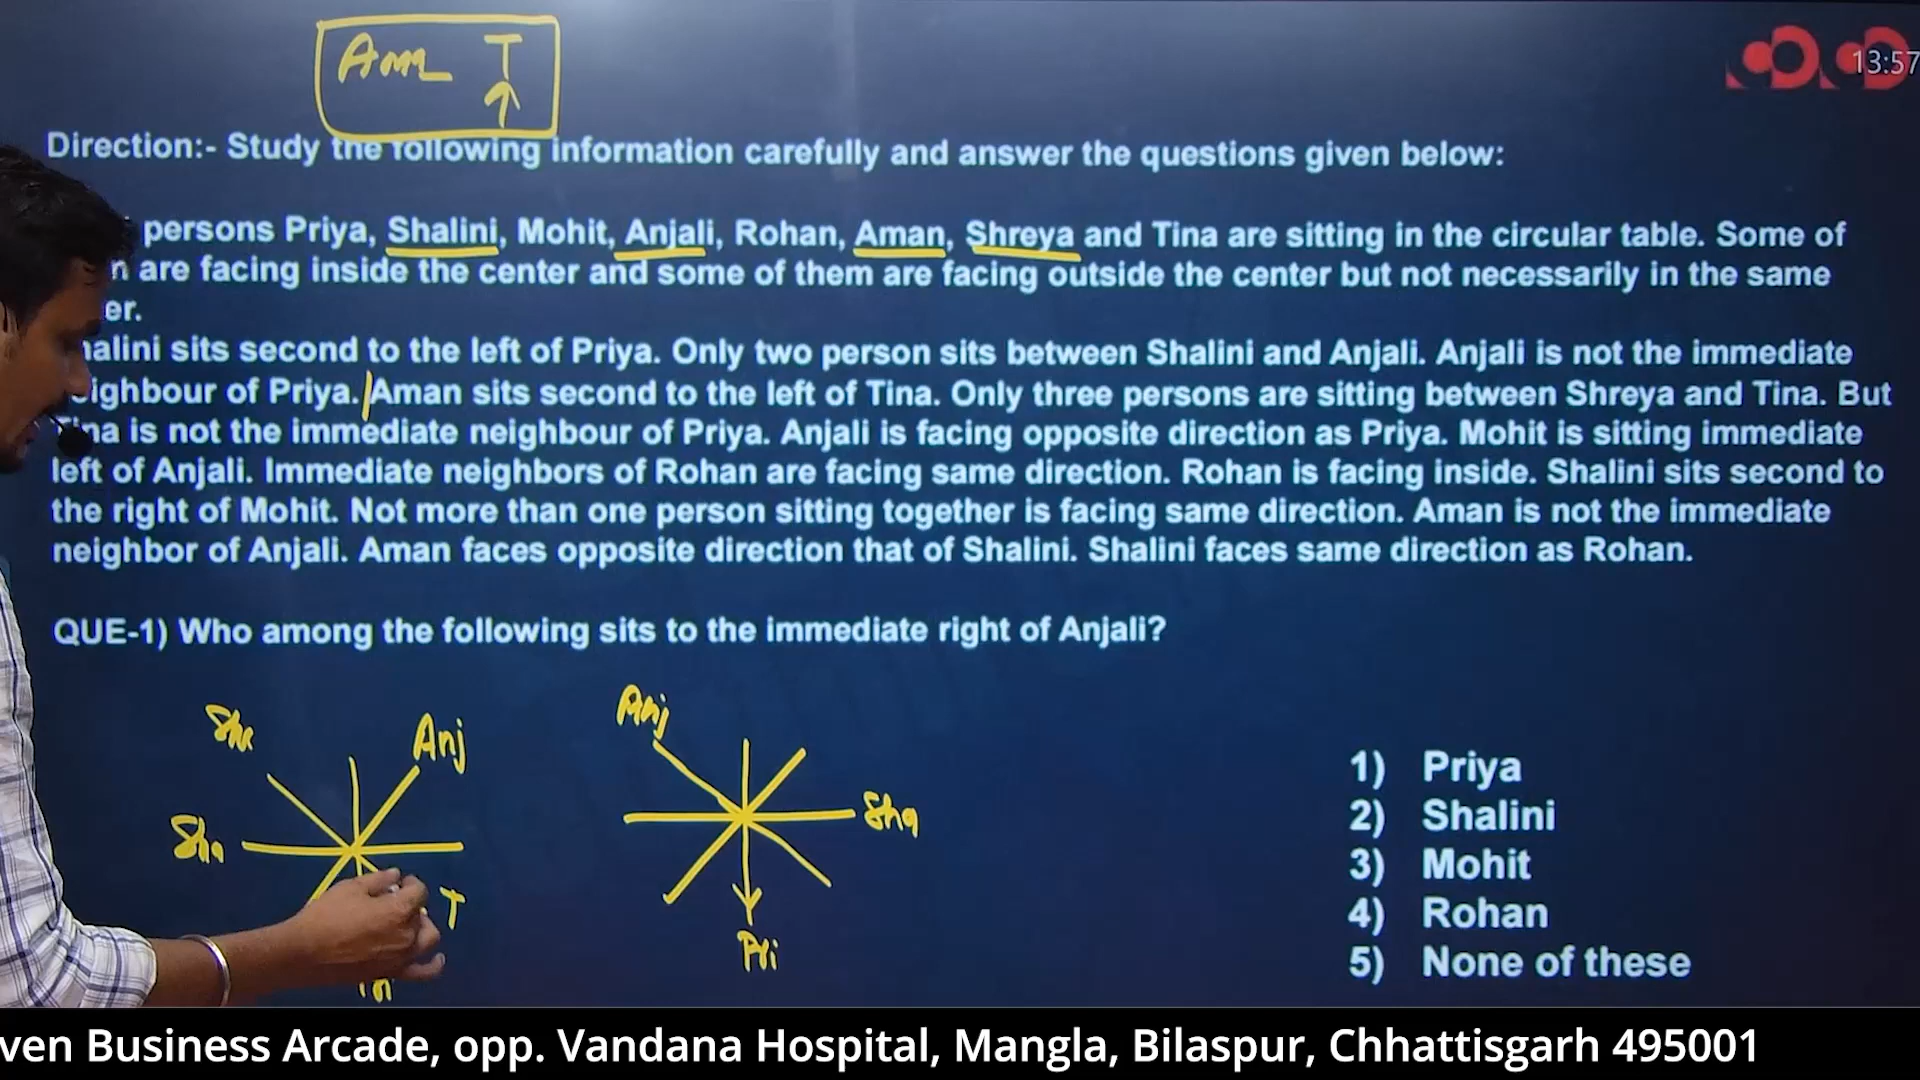 Aman T
13:57
Direction:- Study the following information carefully and answer the questions given below:
persons Priya, Shalini, Mohit, Anjali, Rohan, Aman, Shreya and Tina are sitting in the circular table. Some of
are facing inside the center and some of them are facing outside the center but not necessarily in the same
er.
alini sits second to the left of Priya. Only two person sits between Shalini and Anjali. Anjali is not the immediate
ighbour of Priya. Aman sits second to the left of Tina. Only three persons are sitting between Shreya and Tina. But
na is not the immediate neighbour of Priya. Anjali is facing opposite direction as Priya. Mohit is sitting immediate
left of Anjali. Immediate neighbors of Rohan are facing same direction. Rohan is facing inside. Shalini sits second to
the right of Mohit. Not more than one person sitting together is facing same direction. Aman is not the immediate
neighbor of Anjali. Aman faces opposite direction that of Shalini. Shalini faces same direction as Rohan.
QUE-1) Who among the following sits to the immediate right of Anjali?
Anj
Anj
Sha
Sha
T
Pri
1) Priya
2) Shalini
3) Mohit
4) Rohan
5) None of these
ven Business Arcade, opp. Vandana Hospital, Mangla, Bilaspur, Chhattisgarh 495001